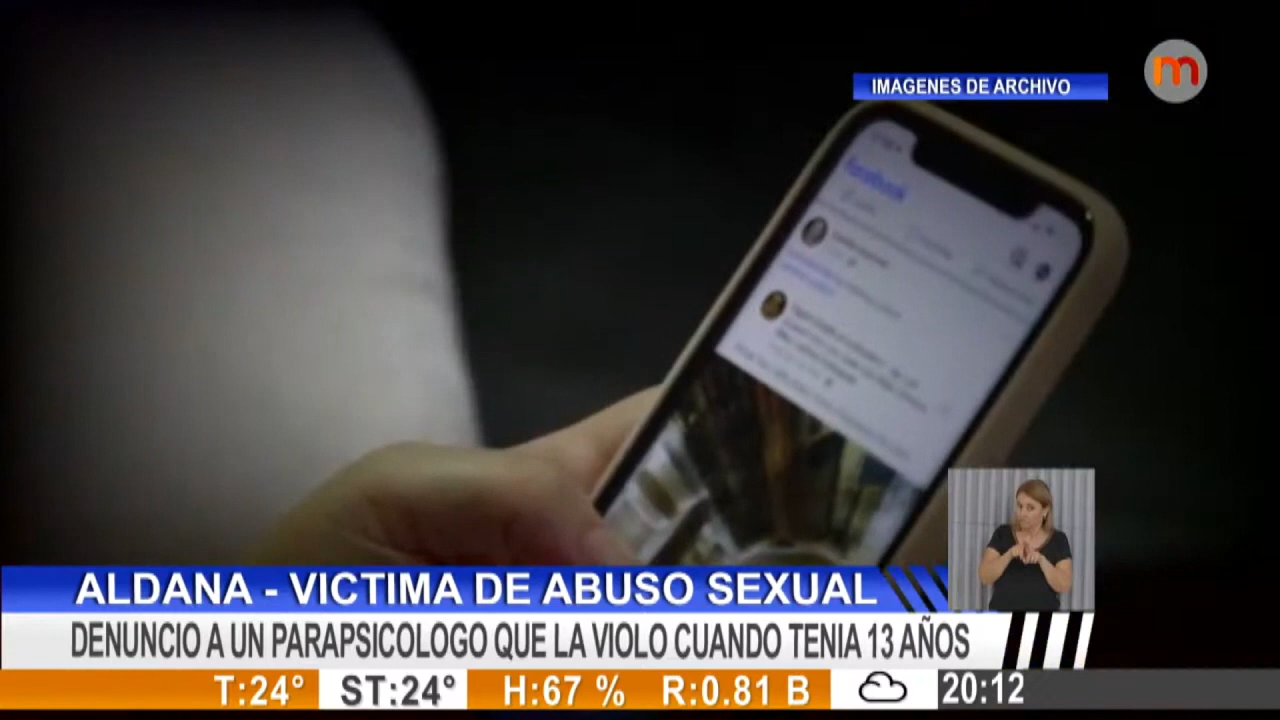 IMAGENES DE ARCHIVO
m
facebook
ALDANA - VICTIMA DE ABUSO SEXUAL
DENUNCIO A UN PARAPSICOLOGO QUE LA VIOLO CUANDO TENIA 13 AÑOS
T:24° ST:24° H:67 % R:0.81 B 20:12